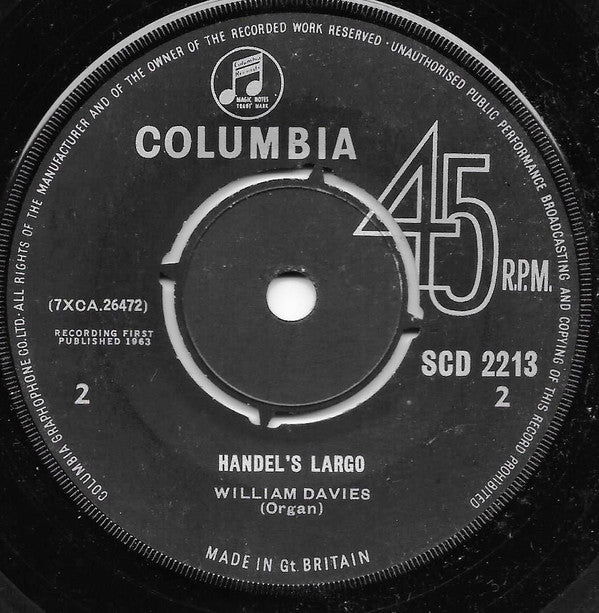 COLUMBIA GRAPHOPHONE CO. LTD. ALL RIGHTS OF THE MANUFACTURER AND OF THE OWNER OF THE RECORDED WORK RESERVED · UNAUTHORISED PUBLIC PERFORMANCE BROADCASTING AND COPYING OF THIS RECORD PROHIBITED
Columbia
Records
MAGIC NOTES
TRADE MARK
COLUMBIA
45
R.P.M.
(7XCA.26472)
RECORDING FIRST
PUBLISHED 1963
SCD 2213
2
2
HANDEL'S LARGO
WILLIAM DAVIES
(Organ)
MADE IN Gt. BRITAIN